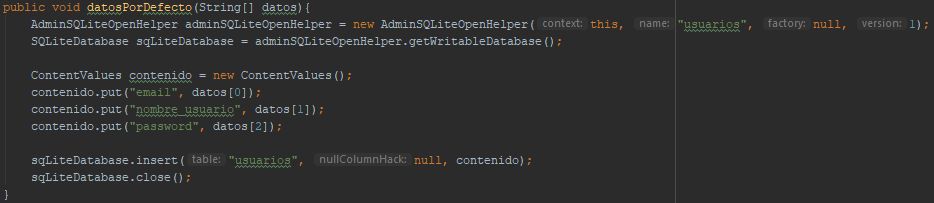 public void datosPorDefecto(String[] datos){
AdminSQLiteOpenHelper adminSQLiteOpenHelper = new AdminSQLiteOpenHelper( context: this, name: "usuarios", factory: null, version: 1);
SQLiteDatabase sqLiteDatabase = adminSQLiteOpenHelper.getWritableDatabase();
ContentValues contenido = new ContentValues();
contenido.put("email", datos[0]);
contenido.put("nombre_usuario", datos[1]);
contenido.put("password", datos[2]);
sqLiteDatabase.insert( table: "usuarios", nullColumnHack: null, contenido);
sqLiteDatabase.close();
}